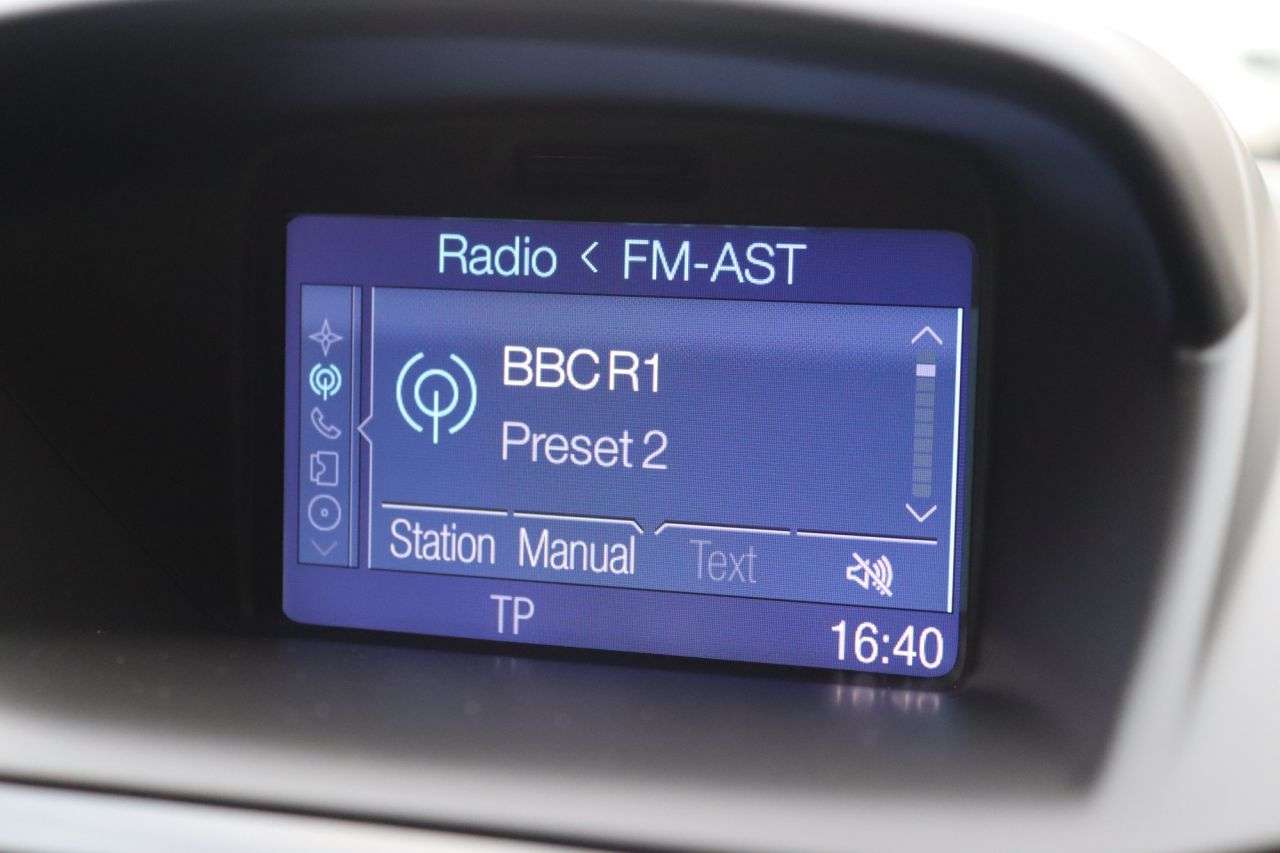 Radio < FM-AST
BBC R1
Preset 2
Station Manual Text
TP
16:40